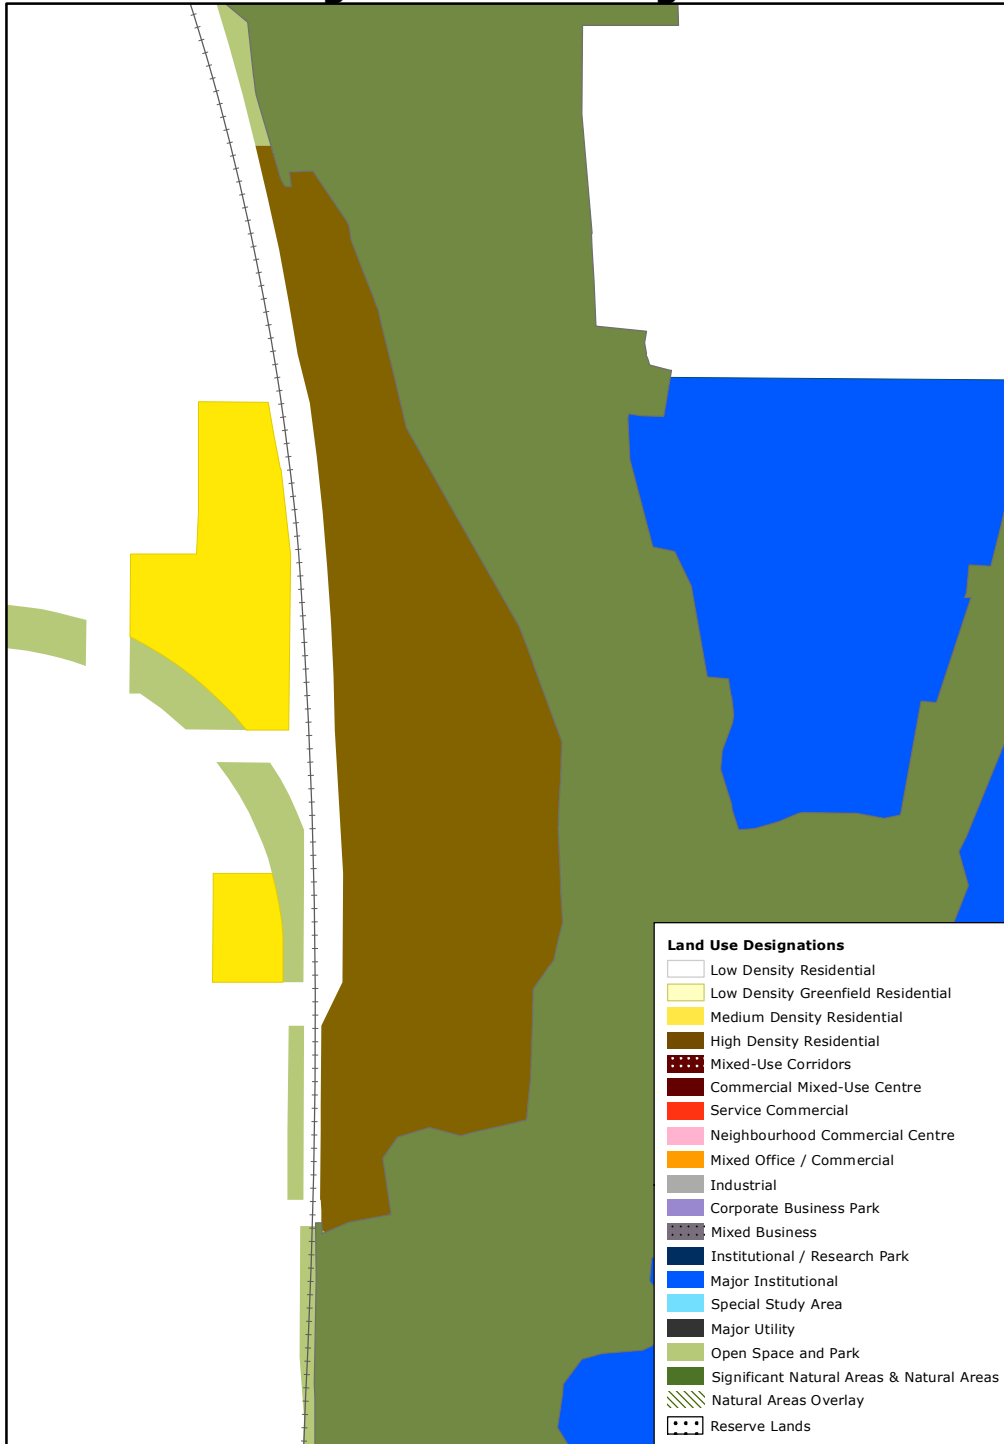 Land Use Designations
Low Density Residential
Low Density Greenfield Residential
Medium Density Residential
High Density Residential
Mixed-Use Corridors
Commercial Mixed-Use Centre
Service Commercial
Neighbourhood Commercial Centre
Mixed Office / Commercial
Industrial
Corporate Business Park
Mixed Business
Institutional / Research Park
Major Institutional
Special Study Area
Major Utility
Open Space and Park
Significant Natural Areas & Natural Areas
Natural Areas Overlay
Reserve Lands